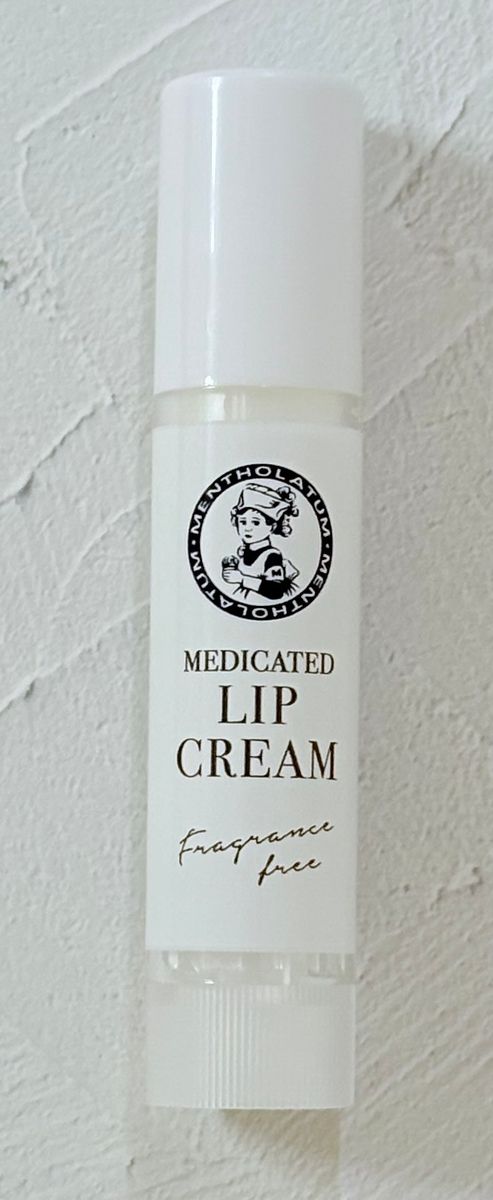 MENTHOLATUM · MENTHOLATUM ·
M
MEDICATED
LIP
CREAM
Fragrance
free